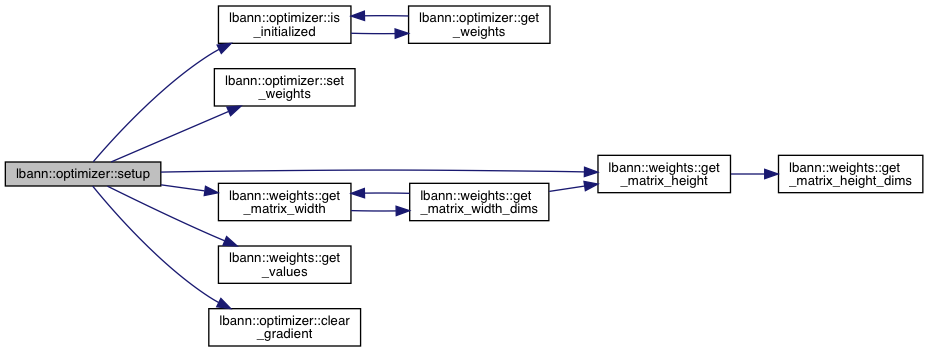 lbann::optimizer::setup
lbann::optimizer::is
_initialized
lbann::optimizer::get
_weights
lbann::optimizer::set
_weights
lbann::weights::get
_matrix_height
lbann::weights::get
_matrix_height_dims
lbann::weights::get
_matrix_width
lbann::weights::get
_matrix_width_dims
lbann::weights::get
_values
lbann::optimizer::clear
_gradient